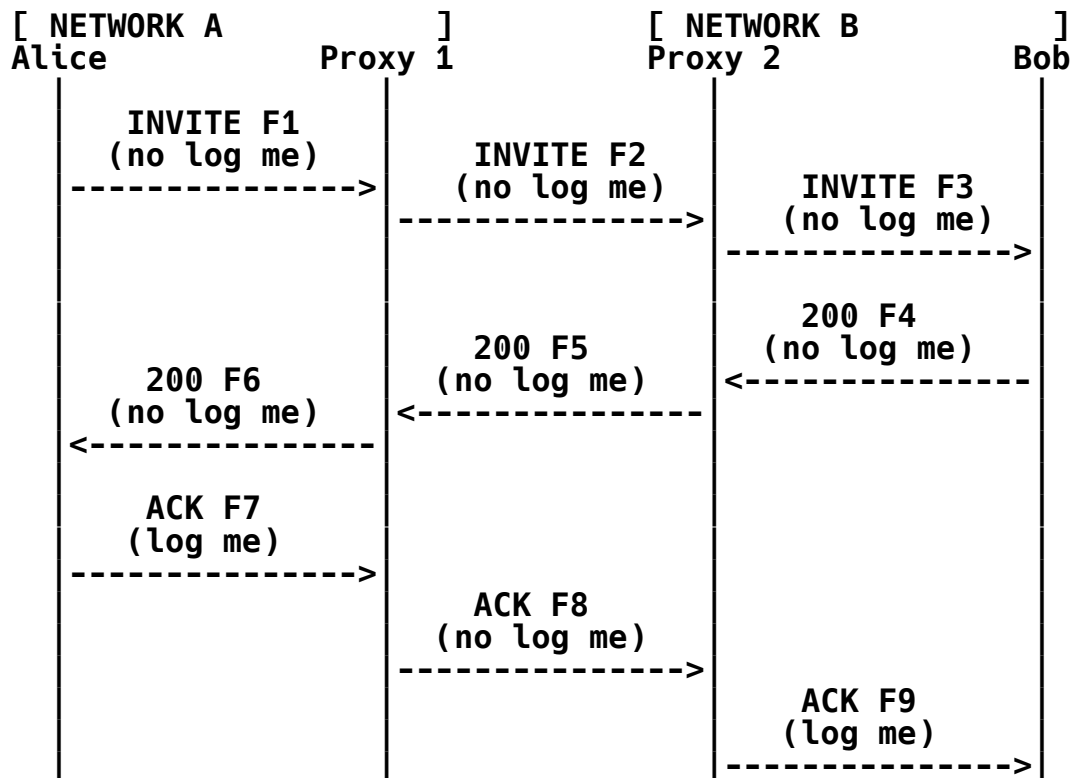 [ NETWORK A ] [ NETWORK B ]
Alice Proxy 1 Proxy 2 Bob
INVITE F1
(no log me) INVITE F2
---------------> (no log me) INVITE F3
---------------> (no log me)
--------------->
200 F4
200 F5 (no log me)
200 F6 (no log me) <---------------
(no log me) <---------------
<---------------
ACK F7
(log me)
--------------->
ACK F8
(no log me)
--------------->
ACK F9
(log me)
--------------->